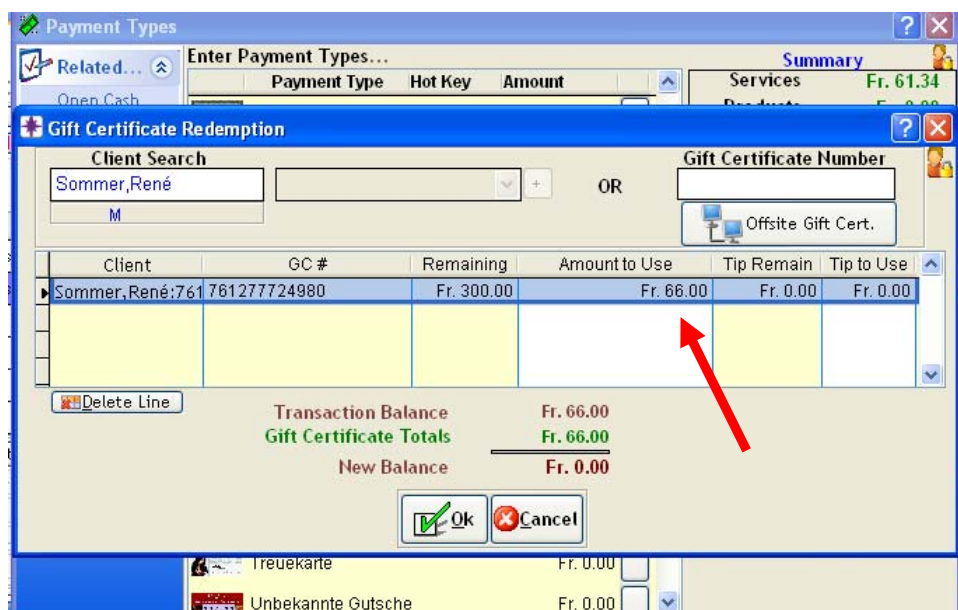 Payment Types
Related...
Open Cash
Enter Payment Types...
Payment Type Hot Key Amount
Summary
Services Fr. 61.34
Gift Certificate Redemption
Client Search
Sommer,René
M
OR
Gift Certificate Number
Offsite Gift Cert.
Client GC # Remaining Amount to Use Tip Remain Tip to Use
Sommer,René:761 761277724980 Fr. 300.00 Fr. 66.00 Fr. 0.00 Fr. 0.00
Delete Line
Transaction Balance Fr. 66.00
Gift Certificate Totals Fr. 66.00
New Balance Fr. 0.00
Ok Cancel
Treuekarte Fr. 0.00
Unbekannte Gutsche Fr. 0.00